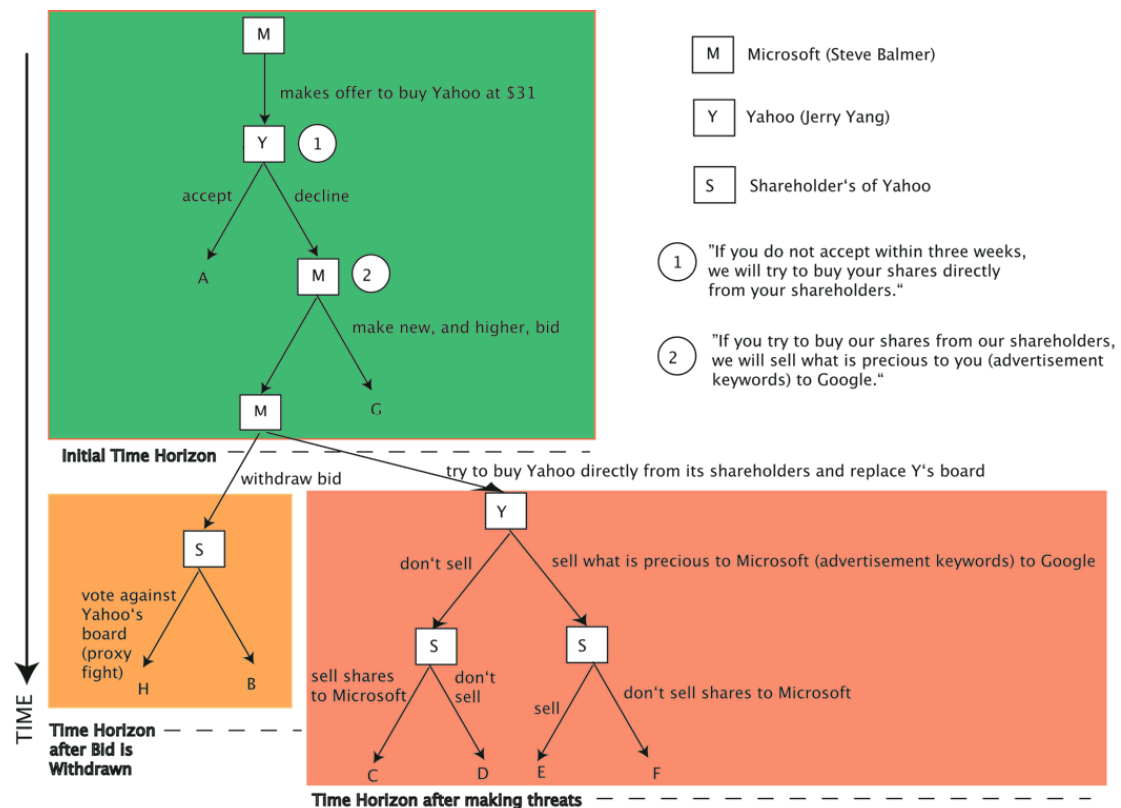 M
makes offer to buy Yahoo at $31
Y
1
accept
decline
A
M
2
make new, and higher, bid
M
G
Initial Time Horizon
M
Microsoft (Steve Balmer)
Y
Yahoo (Jerry Yang)
S
Shareholder‘s of Yahoo
1
"If you do not accept within three weeks,
we will try to buy your shares directly
from your shareholders.“
2
"If you try to buy our shares from our shareholders,
we will sell what is precious to you (advertisement
keywords) to Google.“
withdraw bid
try to buy Yahoo directly from its shareholders and replace Y‘s board
S
vote against
Yahoo‘s
board
(proxy
fight)
H
B
Time Horizon
after Bid is
Withdrawn
Y
don‘t sell
sell what is precious to Microsoft (advertisement keywords) to Google
S
S
sell shares
to Microsoft
don‘t
sell
sell
don‘t sell shares to Microsoft
C
D
E
F
Time Horizon after making threats
TIME